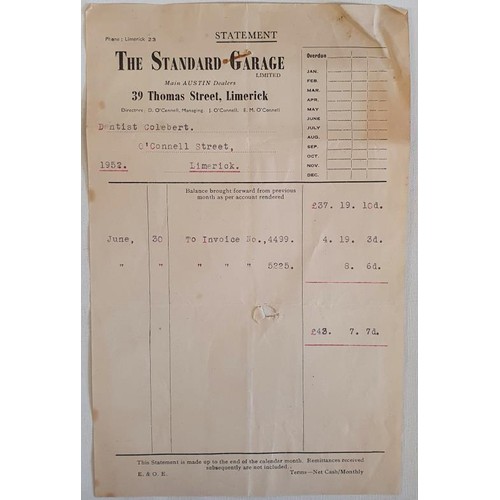 Phone: Limerick 23
STATEMENT
THE STANDARD GARAGE
LIMITED
Main AUSTIN Dealers
39 Thomas Street, Limerick
Directors, D. O'Connell, Managing. J. O'Connell. E. M. O'Connell
Overdue
JAN.
FEB.
MAR.
APRIL
MAY
JUNE
JULY
AUG.
SEP.
OCT.
NOV.
DEC.
Dentist Colebert.
O'Connell Street,
1952. Limerick.
Balance brought forward from previous
month as per account rendered
£37. 19. 10d.
June, 30 To Invoice No., 4499. 4. 19. 3d.
" " " " " 5225. 8. 6d.
£43. 7. 7d.
This Statement is made up to the end of the calendar month. Remittances received
subsequently are not included.
E. & O. E. Terms—Net Cash/Monthly